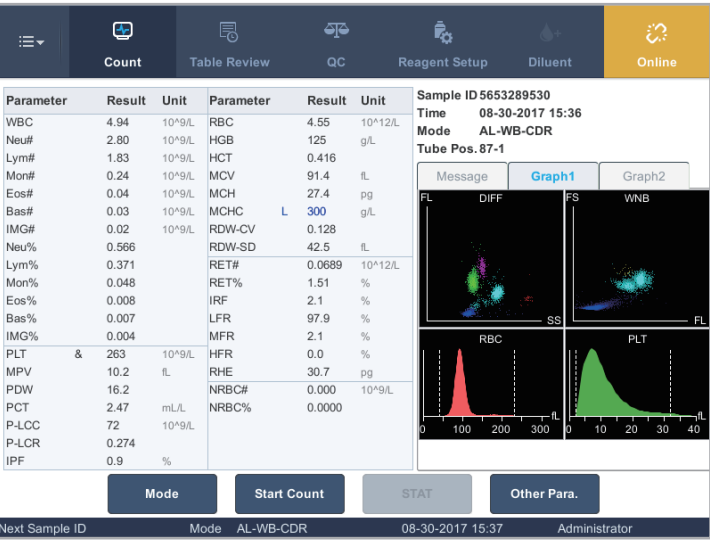 Count
Table Review
QC
Reagent Setup
Diluent
Online
Parameter Result Unit Parameter Result Unit
WBC 4.94 10^9/L RBC 4.55 10^12/L
Neu# 2.80 10^9/L HGB 125 g/L
Lym# 1.83 10^9/L HCT 0.416
Mon# 0.24 10^9/L MCV 91.4 fL
Eos# 0.04 10^9/L MCH 27.4 pg
Bas# 0.03 10^9/L MCHC L 300 g/L
IMG# 0.02 10^9/L RDW-CV 0.128
Neu% 0.566 RDW-SD 42.5 fL
Lym% 0.371 RET# 0.0689 10^12/L
Mon% 0.048 RET% 1.51 %
Eos% 0.008 IRF 2.1 %
Bas% 0.007 LFR 97.9 %
IMG% 0.004 MFR 2.1 %
PLT & 263 10^9/L HFR 0.0 %
MPV 10.2 fL RHE 30.7 pg
PDW 16.2 NRBC# 0.000 10^9/L
PCT 2.47 mL/L NRBC% 0.0000
P-LCC 72 10^9/L
P-LCR 0.274
IPF 0.9 %
Sample ID 5653289530
Time 08-30-2017 15:36
Mode AL-WB-CDR
Tube Pos. 87-1
Message Graph1 Graph2
FL DIFF SS
FS WNB FL
RBC
0 100 200 300 fL
PLT
0 10 20 30 40 fL
Mode Start Count STAT Other Para.
Next Sample ID Mode AL-WB-CDR 08-30-2017 15:37 Administrator